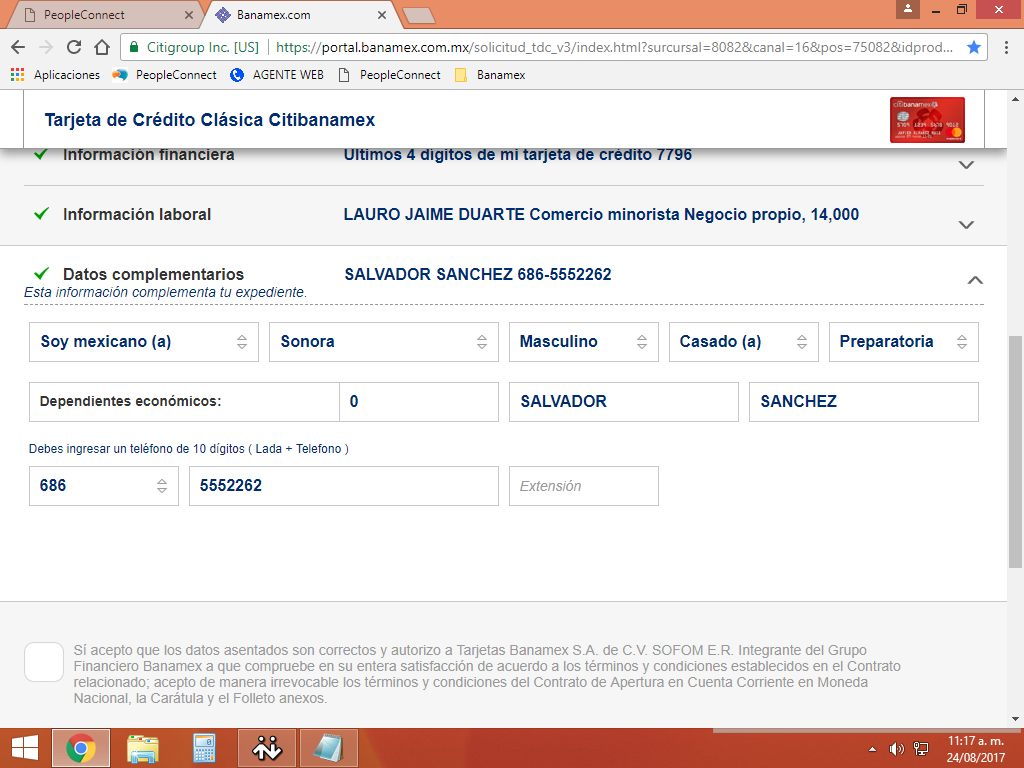 PeopleConnect
Banamex.com
Citigroup Inc. [US]
https://portal.banamex.com.mx/solicitud_tdc_v3/index.html?surcursal=8082&canal=16&pos=75082&idprod...
Aplicaciones
PeopleConnect
AGENTE WEB
PeopleConnect
Banamex
Tarjeta de Crédito Clásica Citibanamex
citibanamex
Información financiera
Últimos 4 dígitos de mi tarjeta de crédito 7796
Información laboral
LAURO JAIME DUARTE Comercio minorista Negocio propio, 14,000
Datos complementarios
SALVADOR SANCHEZ 686-5552262
Esta información complementa tu expediente.
Soy mexicano (a)
Sonora
Masculino
Casado (a)
Preparatoria
Dependientes económicos:
0
SALVADOR
SANCHEZ
Debes ingresar un teléfono de 10 dígitos ( Lada + Telefono )
686
5552262
Extensión
Sí acepto que los datos asentados son correctos y autorizo a Tarjetas Banamex S.A. de C.V. SOFOM E.R. Integrante del Grupo
Financiero Banamex a que compruebe en su entera satisfacción de acuerdo a los términos y condiciones establecidos en el Contrato
relacionado; acepto de manera irrevocable los términos y condiciones del Contrato de Apertura en Cuenta Corriente en Moneda
Nacional, la Carátula y el Folleto anexos.
11:17 a. m.
24/08/2017